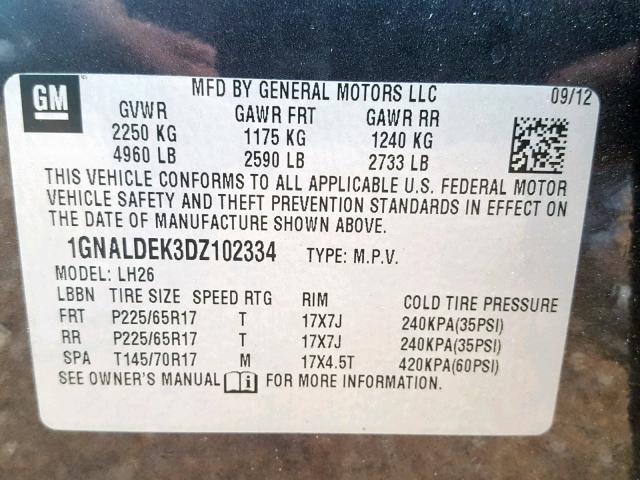 GM
MFD BY GENERAL MOTORS LLC 09/12
GVWR GAWR FRT GAWR RR
2250 KG 1175 KG 1240 KG
4960 LB 2590 LB 2733 LB
THIS VEHICLE CONFORMS TO ALL APPLICABLE U.S. FEDERAL MOTOR
VEHICLE SAFETY AND THEFT PREVENTION STANDARDS IN EFFECT ON
THE DATE OF MANUFACTURE SHOWN ABOVE.
1GNALDEK3DZ102334 TYPE: M.P.V.
MODEL: LH26
LBBN TIRE SIZE SPEED RTG RIM COLD TIRE PRESSURE
FRT P225/65R17 T 17X7J 240KPA(35PSI)
RR P225/65R17 T 17X7J 240KPA(35PSI)
SPA T145/70R17 M 17X4.5T 420KPA(60PSI)
SEE OWNER'S MANUAL FOR MORE INFORMATION.